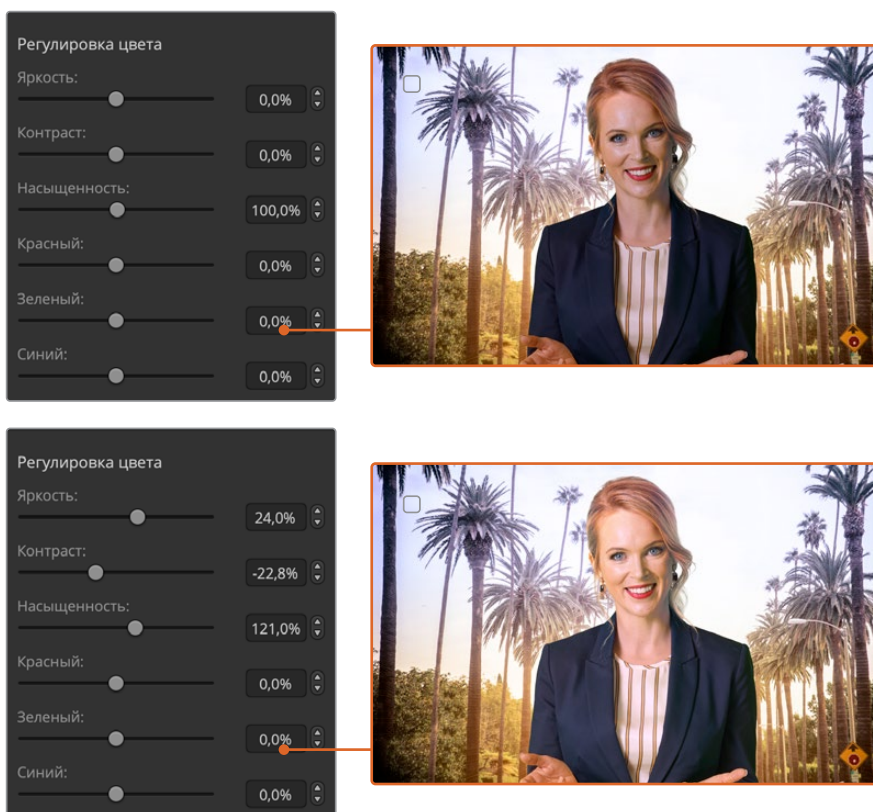 Регулировка цвета
Яркость:
0,0%
Контраст:
0,0%
Насыщенность:
100,0%
Красный:
0,0%
Зеленый:
0,0%
Синий:
0,0%
Регулировка цвета
Яркость:
24,0%
Контраст:
-22,8%
Насыщенность:
121,0%
Красный:
0,0%
Зеленый:
0,0%
Синий:
0,0%